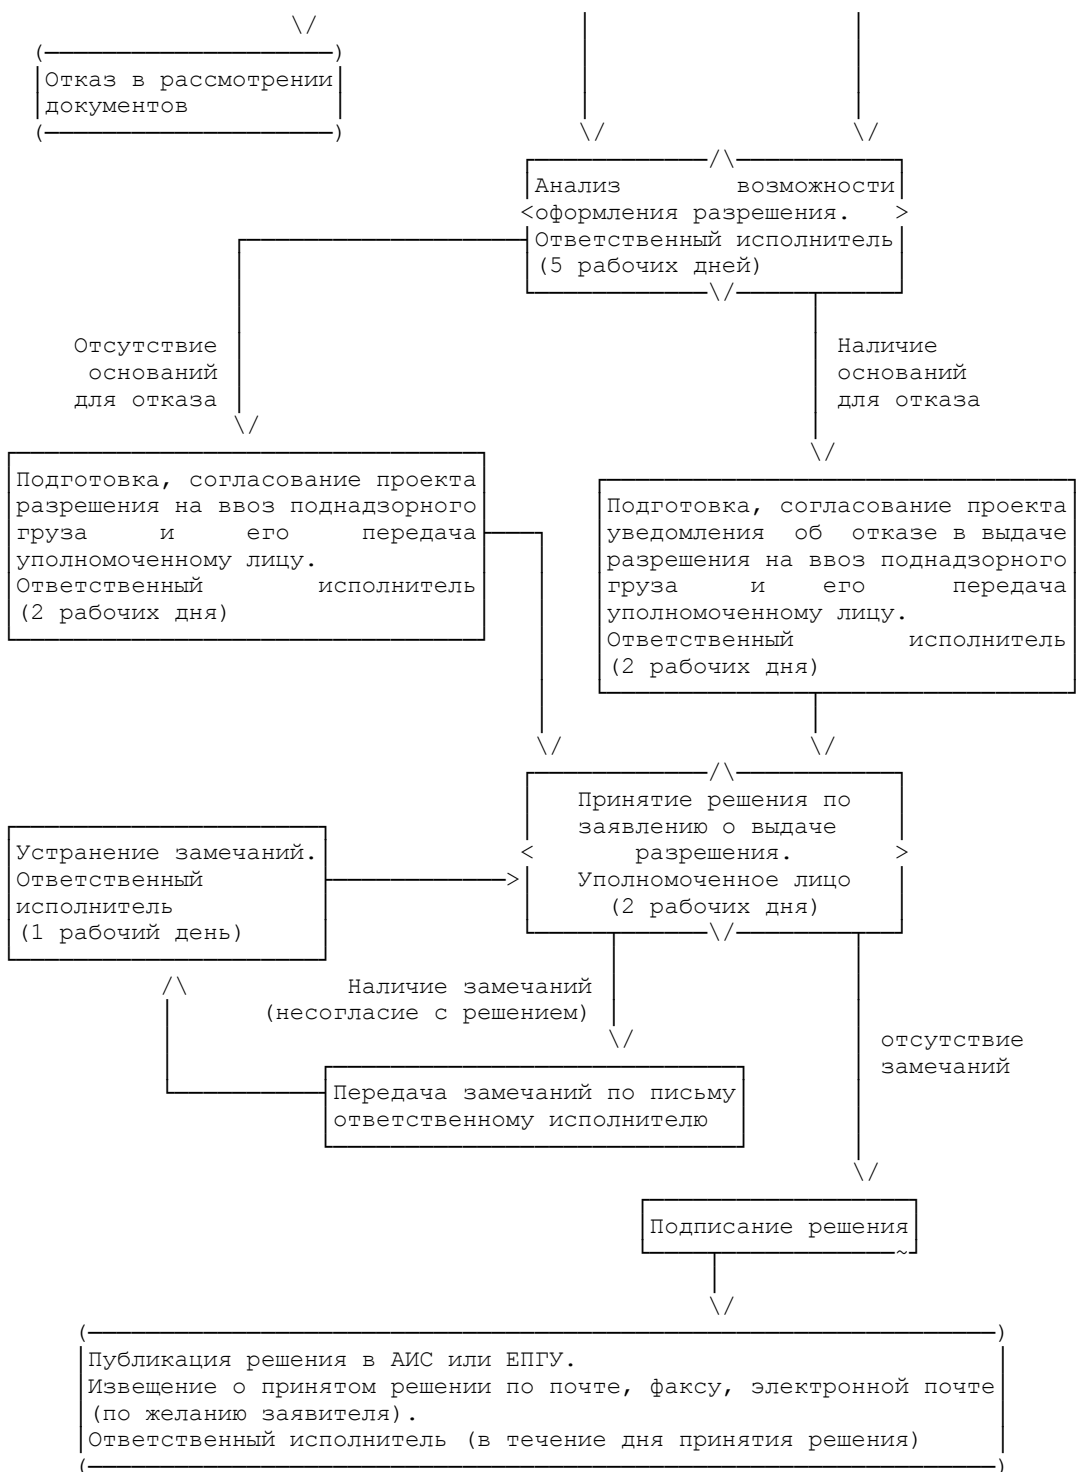 Отказ в рассмотрении
документов
Анализ возможности
оформления разрешения.
Ответственный исполнитель
(5 рабочих дней)
Отсутствие
оснований
для отказа
Наличие
оснований
для отказа
Подготовка, согласование проекта
разрешения на ввоз поднадзорного
груза и его передача
уполномоченному лицу.
Ответственный исполнитель
(2 рабочих дня)
Подготовка, согласование проекта
уведомления об отказе в выдаче
разрешения на ввоз поднадзорного
груза и его передача
уполномоченному лицу.
Ответственный исполнитель
(2 рабочих дня)
Принятие решения по
заявлению о выдаче
разрешения.
Уполномоченное лицо
(2 рабочих дня)
Устранение замечаний.
Ответственный
исполнитель
(1 рабочий день)
Наличие замечаний
(несогласие с решением)
отсутствие
замечаний
Передача замечаний по письму
ответственному исполнителю
Подписание решения
Публикация решения в АИС или ЕПГУ.
Извещение о принятом решении по почте, факсу, электронной почте
(по желанию заявителя).
Ответственный исполнитель (в течение дня принятия решения)